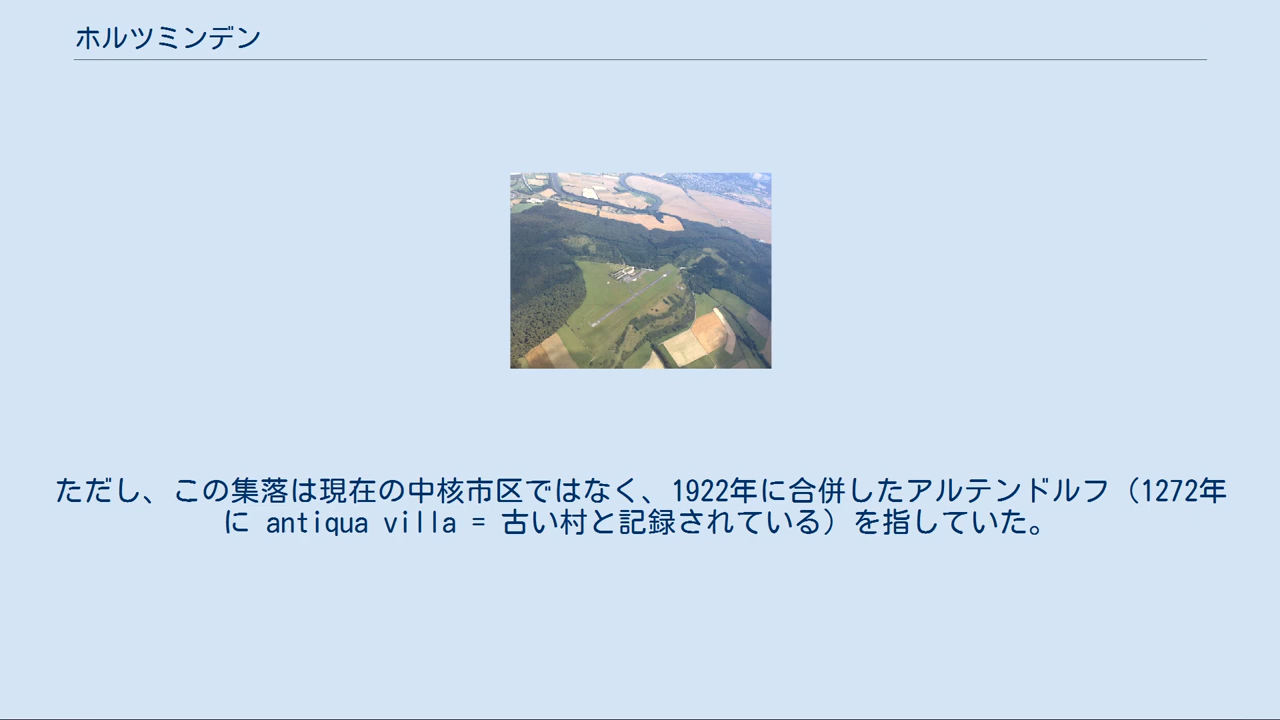 ホルツミンデン
ただし、この集落は現在の中核市区ではなく、1922年に合併したアルテンドルフ（1272年
に antiqua villa = 古い村と記録されている）を指していた。